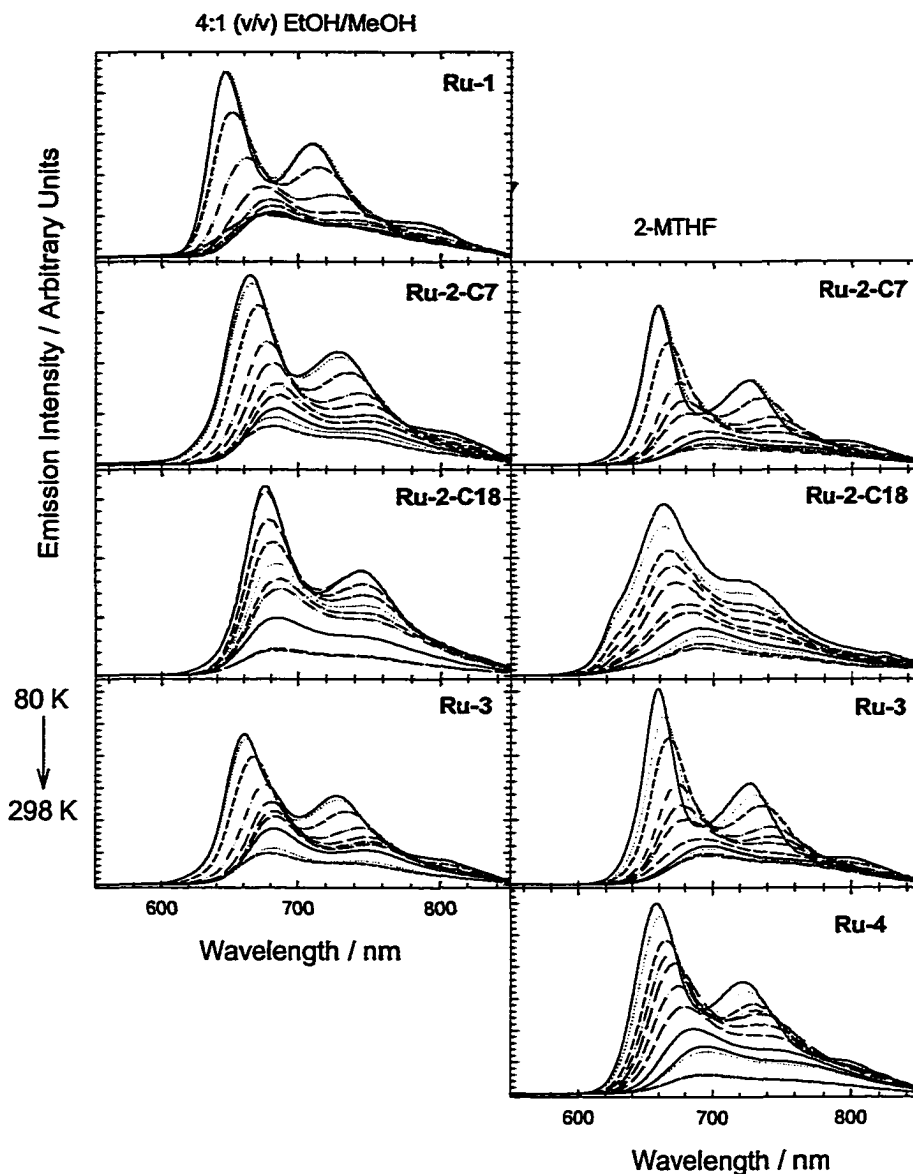 4:1 (v/v) EtOH/MeOH
Ru-1
Emission Intensity / Arbitrary Units
2-MTHF
Ru-2-C7
Ru-2-C7
Ru-2-C18
Ru-2-C18
80 K
298 K
Ru-3
Ru-3
600 700 800
Wavelength / nm
Ru-4
600 700 800
Wavelength / nm